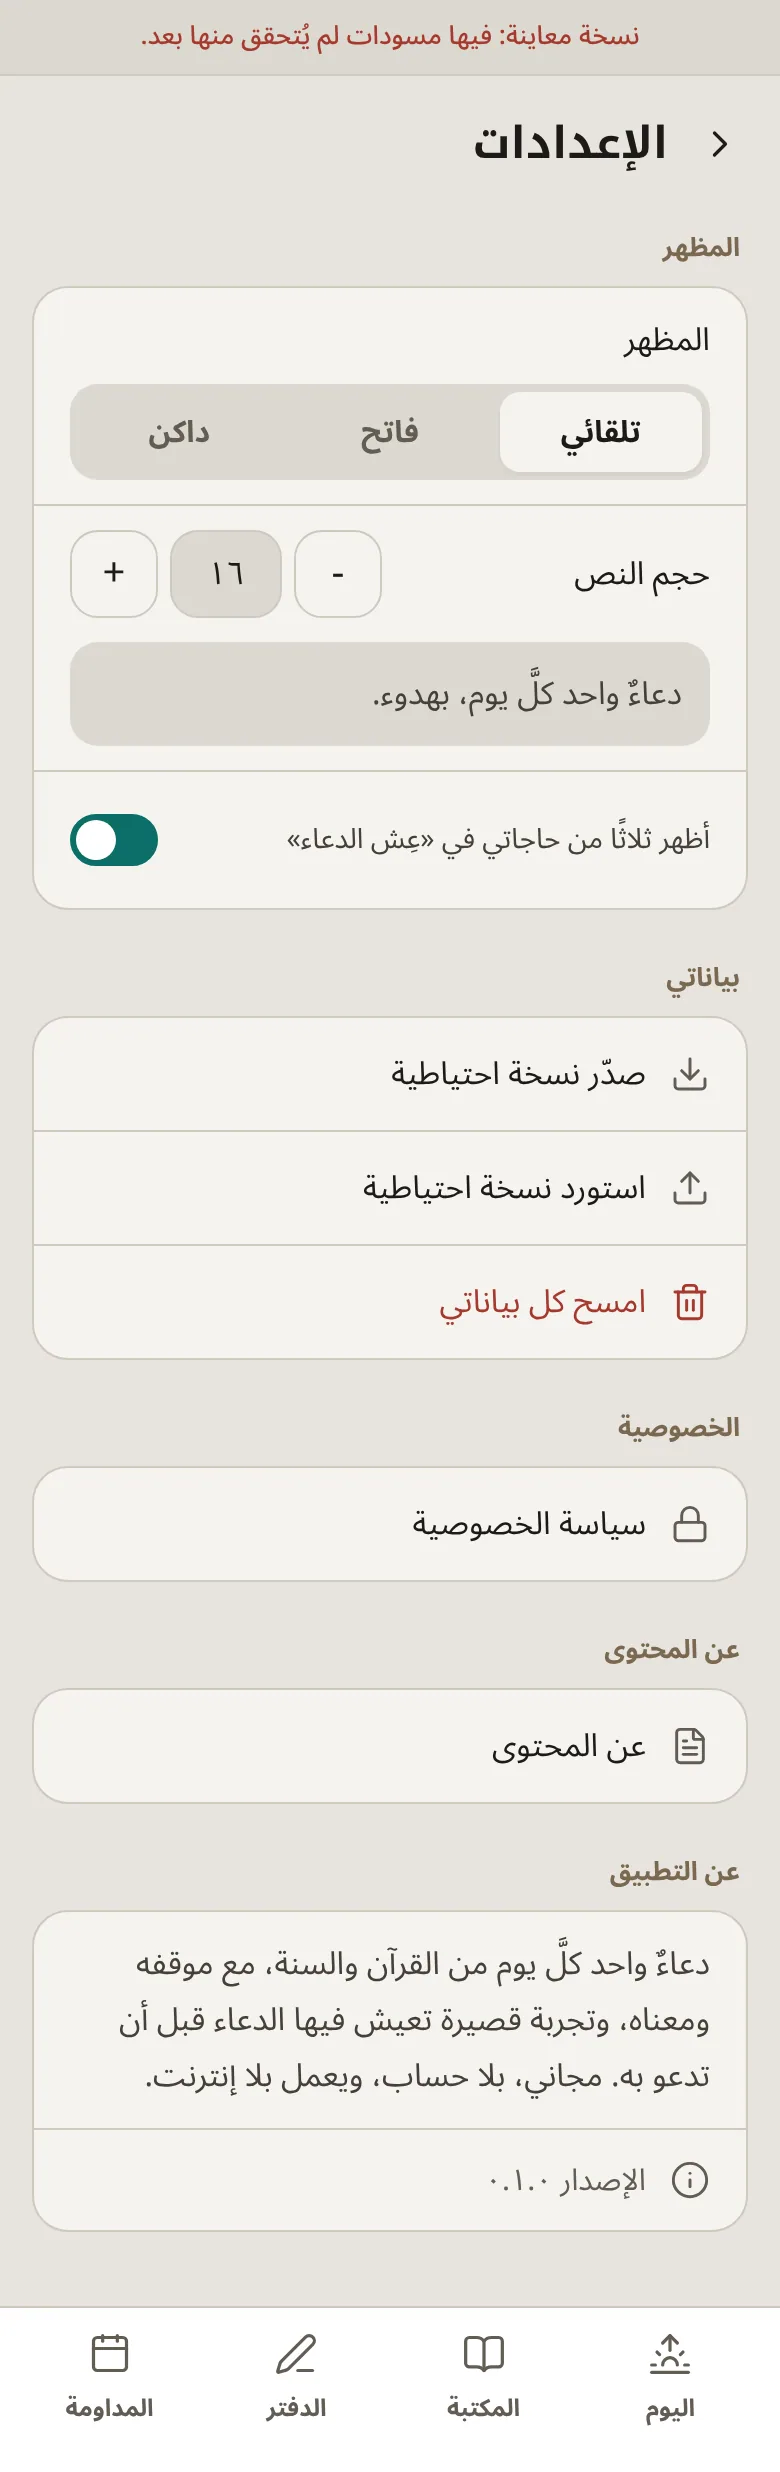 نسخة معاينة: فيها مسودات لم يُتحقق منها بعد.
الإعدادات
المظهر
المظهر
تلقائي
فاتح
داكن
حجم النص
-
١٦
+
دعاءٌ واحد كلَّ يوم، بهدوء.
أظهر ثلاثًا من حاجاتي في «عِش الدعاء»
بياناتي
صدّر نسخة احتياطية
استورد نسخة احتياطية
امسح كل بياناتي
الخصوصية
سياسة الخصوصية
عن المحتوى
عن المحتوى
عن التطبيق
دعاءٌ واحد كلَّ يوم من القرآن والسنة، مع موقفه
ومعناه، وتجربة قصيرة تعيش فيها الدعاء قبل أن
تدعو به. مجاني، بلا حساب، ويعمل بلا إنترنت.
الإصدار ٠.١.٠
اليوم
المكتبة
الدفتر
المداومة